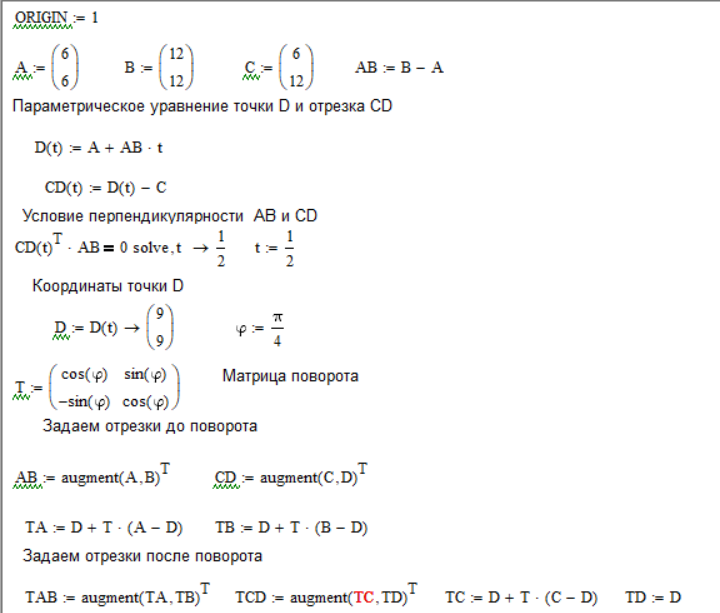 ORIGIN := 1
A := (6 6) B := (12 12) C := (6 12) AB := B − A
Параметрическое уравнение точки D и отрезка CD
D(t) := A + AB · t
CD(t) := D(t) − C
Условие перпендикулярности АВ и CD
CD(t)^T · AB = 0 solve,t → 1/2 t := 1/2
Координаты точки D
D := D(t) → (9 9) φ := π/4
T := (cos(φ) sin(φ) −sin(φ) cos(φ)) Матрица поворота
Задаем отрезки до поворота
AB := augment(A,B)^T CD := augment(C,D)^T
TA := D + T · (A − D) TB := D + T · (B − D)
Задаем отрезки после поворота
TAB := augment(TA,TB)^T TCD := augment(TC,TD)^T TC := D + T · (C − D) TD := D